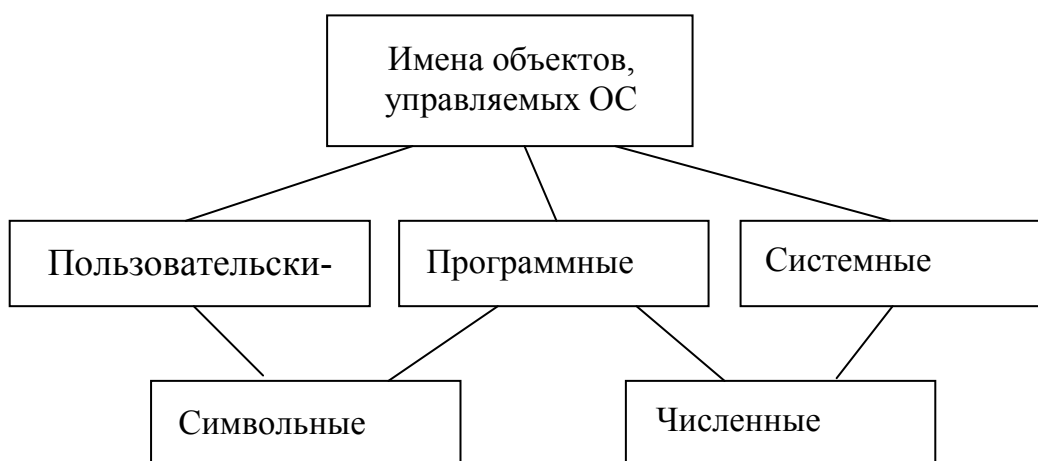 Имена объектов,
управляемых ОС
Пользовательски-
Программные
Системные
Символьные
Численные